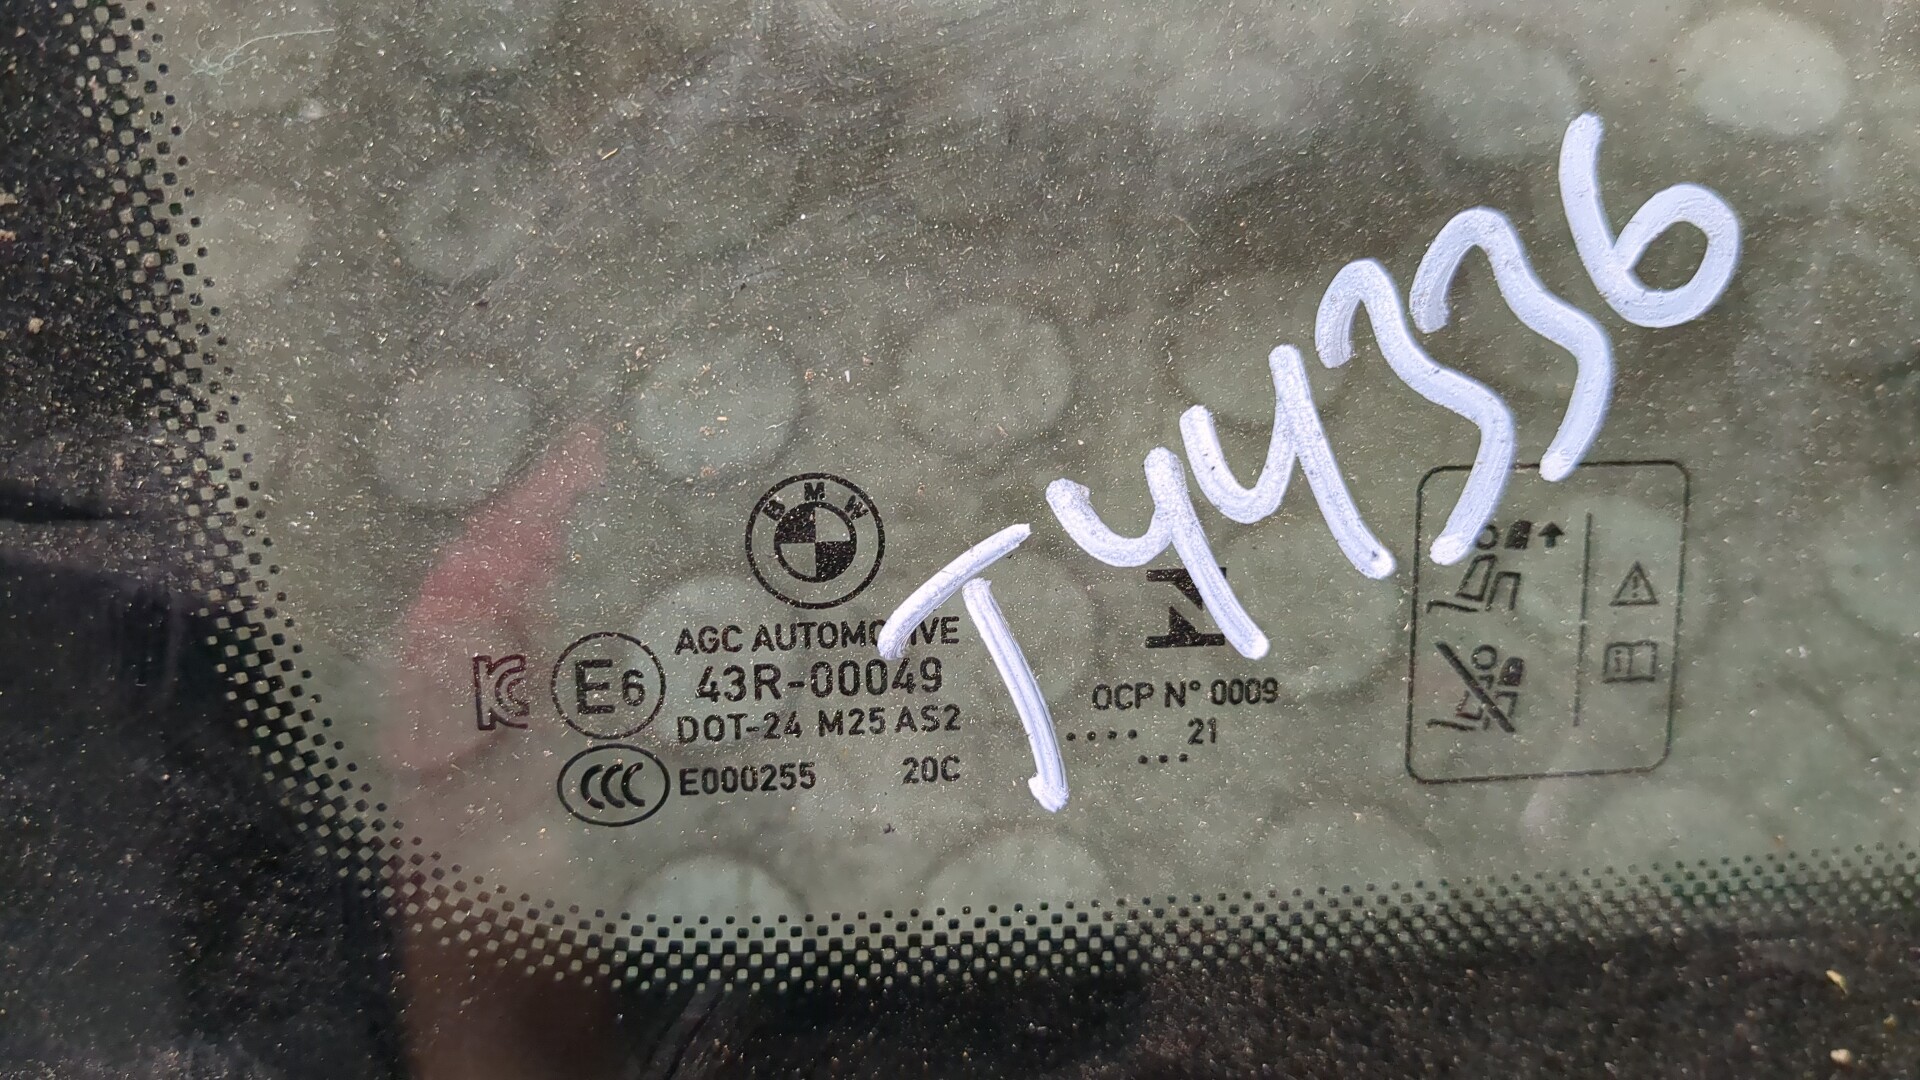 T44336
BMW
AGC AUTOMOTIVE
E6
43R-00049
DOT-24 M25 AS2
CCC
E000255 20C
OCP N° 0009
.... 21
...